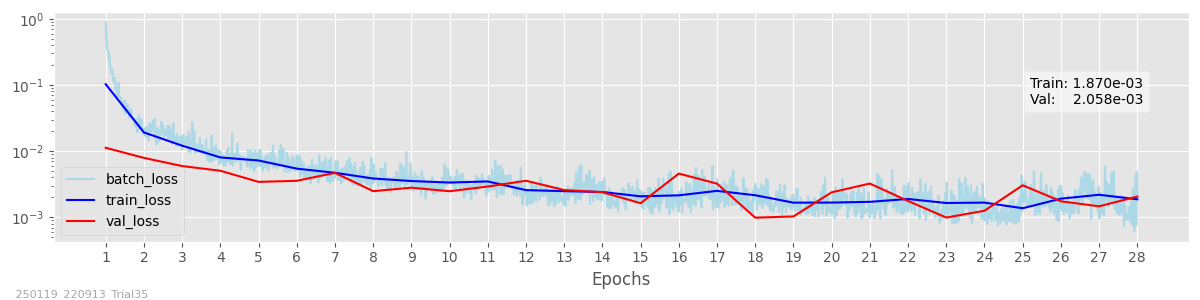 10⁰
10⁻¹
10⁻²
10⁻³
Train: 1.870e-03
Val: 2.058e-03
batch_loss
train_loss
val_loss
1 2 3 4 5 6 7 8 9 10 11 12 13 14 15 16 17 18 19 20 21 22 23 24 25 26 27 28
Epochs
250119_220913_Trial35